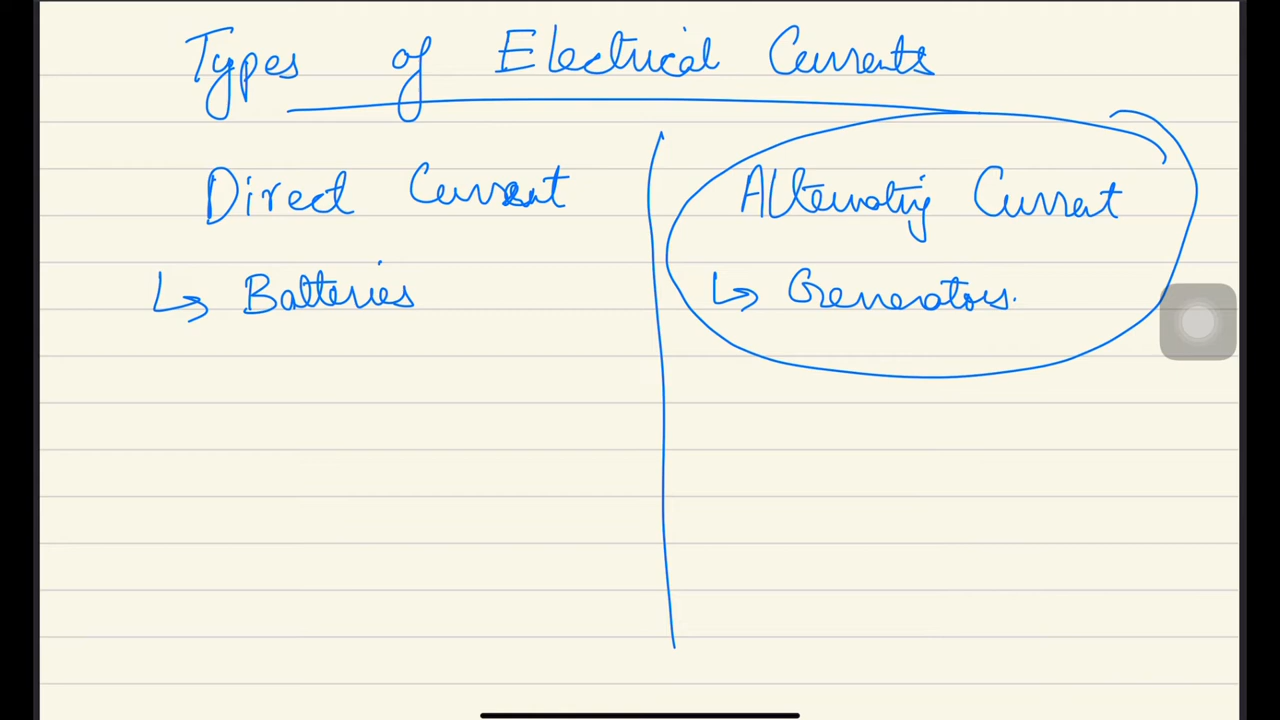 Types of Electrical Currents
Direct Current
↳ Batteries
Alternating Current
↳ Generators.